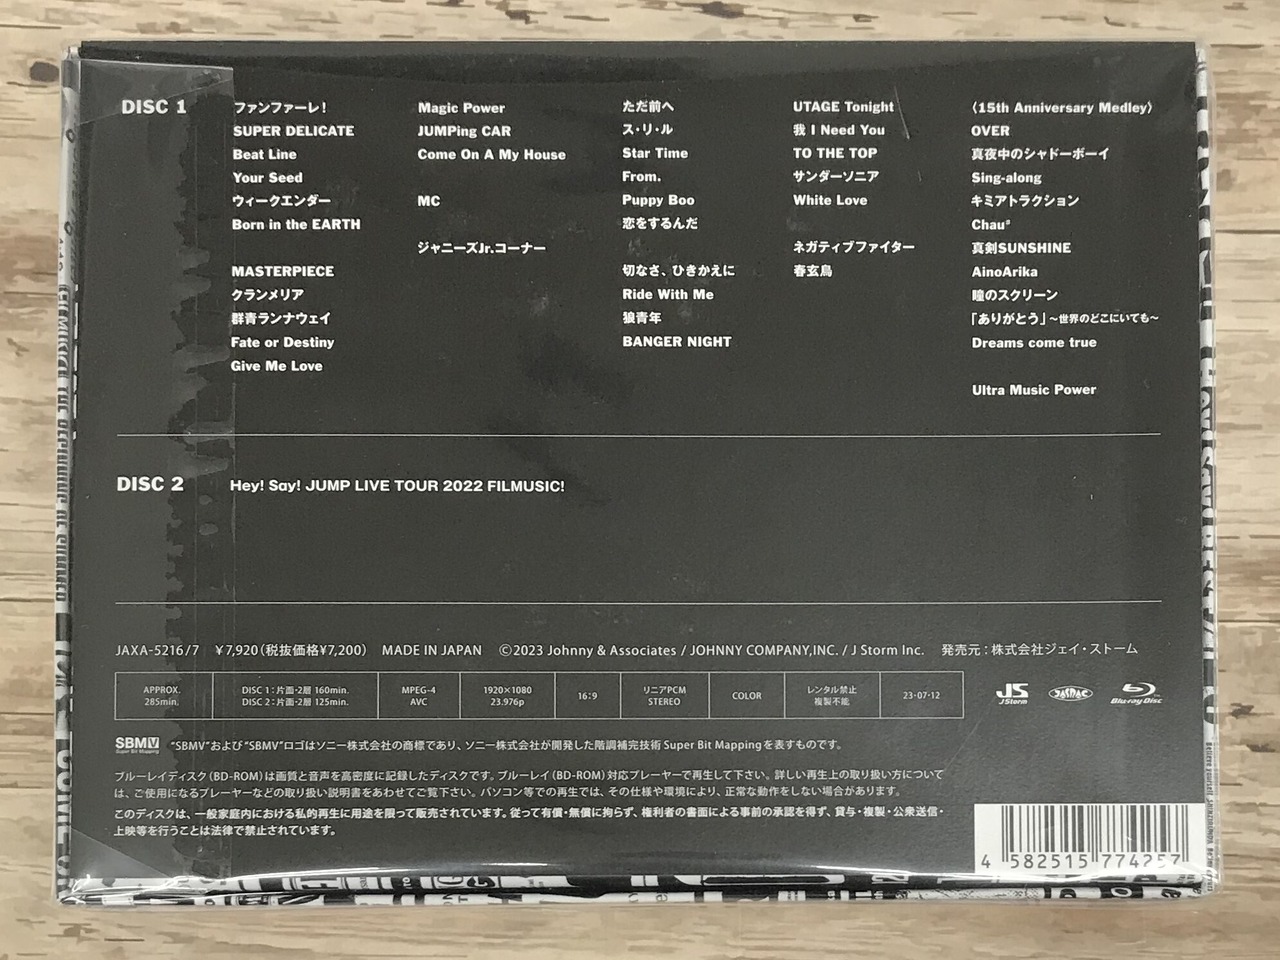 DISC 1
ファンファーレ!
SUPER DELICATE
Beat Line
Your Seed
ウィークエンダー
Born in the EARTH
MASTERPIECE
クランメリア
群青ランナウェイ
Fate or Destiny
Give Me Love
Magic Power
JUMPing CAR
Come On A My House
MC
ジャニーズJr.コーナー
ただ前へ
ス・リ・ル
Star Time
From.
Puppy Boo
恋をするんだ
切なさ、ひきかえに
Ride With Me
狼青年
BANGER NIGHT
UTAGE Tonight
我 I Need You
TO THE TOP
サンダーソニア
White Love
ネガティブファイター
春玄鳥
〈15th Anniversary Medley〉
OVER
真夜中のシャドーボーイ
Sing-along
キミアトラクション
Chau#
真剣SUNSHINE
AinoArika
瞳のスクリーン
「ありがとう」~世界のどこにいても~
Dreams come true
Ultra Music Power
DISC 2
Hey! Say! JUMP LIVE TOUR 2022 FILMUSIC!
JAXA-5216/7 ¥7,920(税抜価格¥7,200) MADE IN JAPAN ©2023 Johnny & Associates / JOHNNY COMPANY,INC. / J Storm Inc. 発売元:株式会社ジェイ・ストーム
APPROX.
285min.
DISC 1:片面・2層 160min.
DISC 2:片面・2層 125min.
MPEG-4
AVC
1920×1080
23.976p
16:9
リニアPCM
STEREO
COLOR
レンタル禁止
複製不能
23・07・12
JS
J Storm
JASRAC
Blu-ray Disc
SBMV
Super Bit Mapping
"SBMV"および"SBMV"ロゴはソニー株式会社の商標であり、ソニー株式会社が開発した階調補完技術 Super Bit Mappingを表すものです。
ブルーレイディスク(BD-ROM)は画質と音声を高密度に記録したディスクです。ブルーレイ(BD-ROM)対応プレーヤーで再生して下さい。詳しい再生上の取り扱い方について
は、ご使用になるプレーヤーなどの取り扱い説明書をあわせてご覧下さい。パソコン等での再生では、その仕様や環境により、正常な動作をしない場合があります。
このディスクは、一般家庭内における私的再生に用途を限って販売されています。従って有償・無償に拘らず、権利者の書面による事前の承認を得ず、貸与・複製・公衆送信・
上映等を行うことは法律で禁止されています。
4 582515 774257